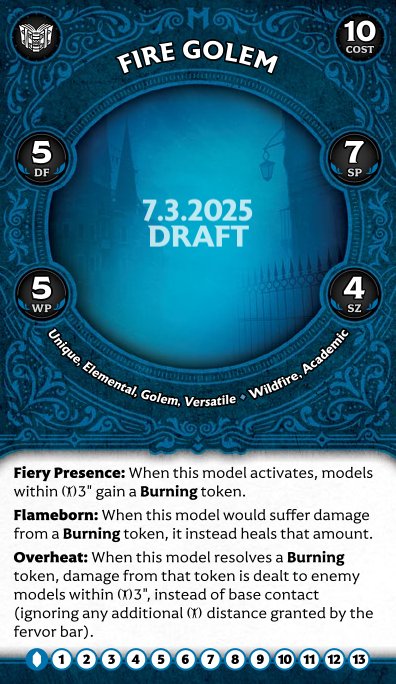 FIRE GOLEM
10
COST
5
DF
7
SP
7.3.2025
DRAFT
5
WP
4
SZ
Unique, Elemental, Golem, Versatile • Wildfire, Academic
Fiery Presence: When this model activates, models
within 3" gain a Burning token.
Flameborn: When this model would suffer damage
from a Burning token, it instead heals that amount.
Overheat: When this model resolves a Burning
token, damage from that token is dealt to enemy
models within 3", instead of base contact
(ignoring any additional distance granted by the
fervor bar).
1 2 3 4 5 6 7 8 9 10 11 12 13